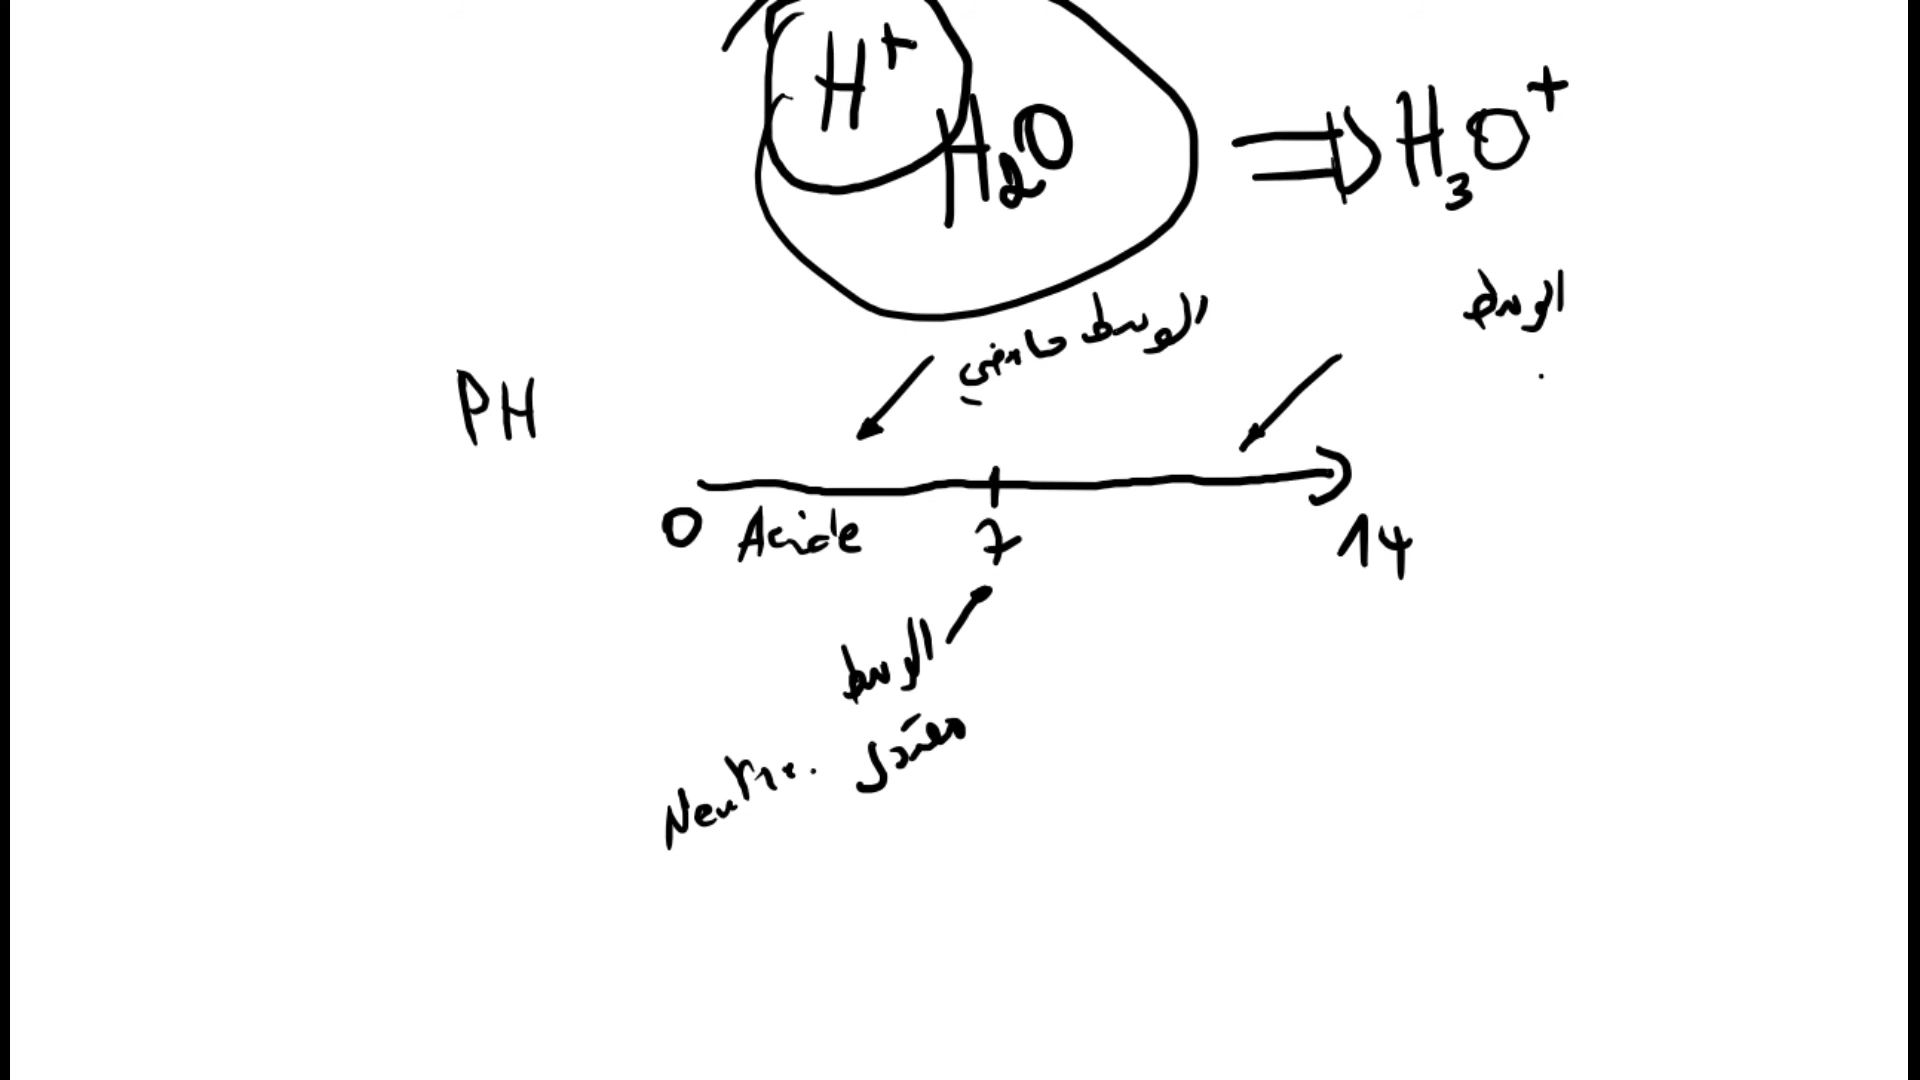 H⁺ H₂O ⇒ H₃O⁺
الوسط حامضي
الوسط
PH
0 Acide 7 14
الوسط
معتدل
Neutre.